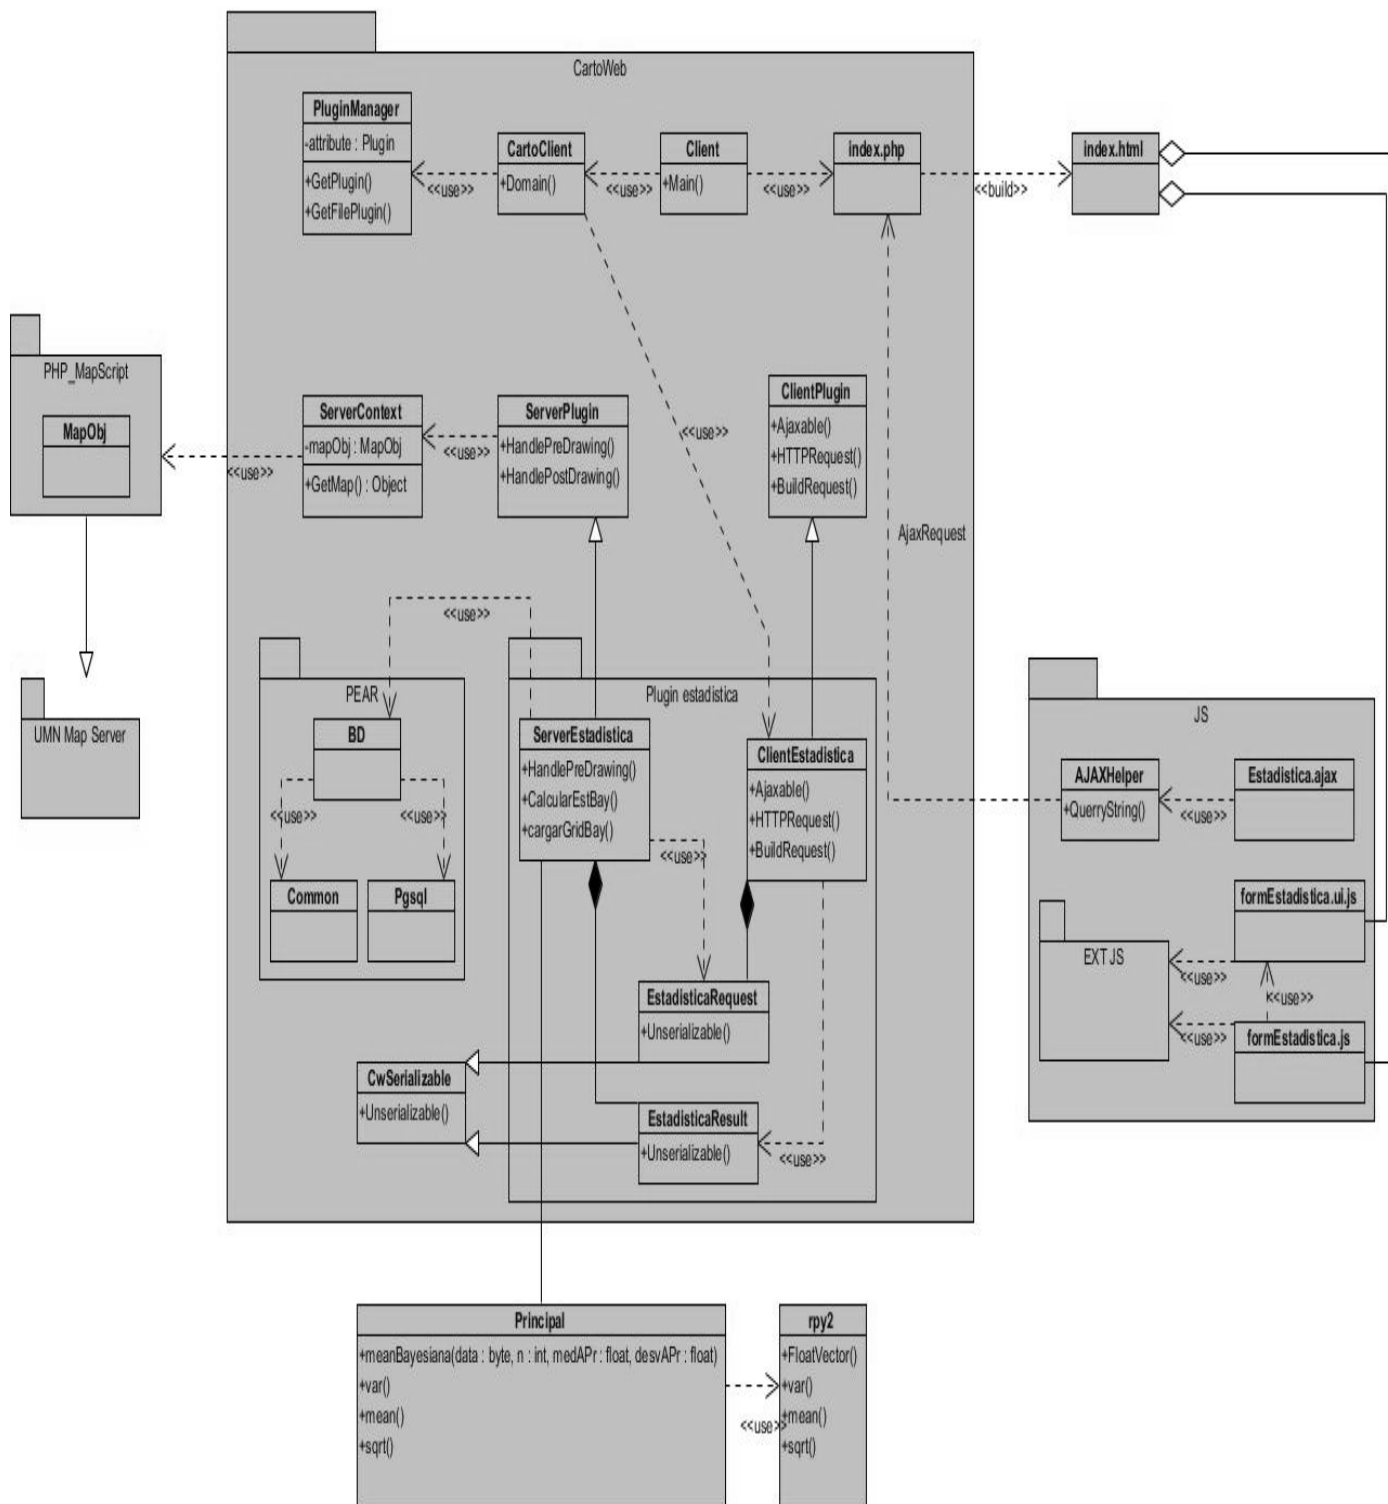 CartoWeb
PluginManager
-attribute : Plugin
+GetPlugin()
+GetFilePlugin()
<<use>>
CartoClient
+Domain()
<<use>>
Client
+Main()
<<use>>
index.php
<<build>>
index.html
PHP_MapScript
MapObj
<<use>>
ServerContext
-mapObj : MapObj
+GetMap() : Object
<<use>>
ServerPlugin
+HandlePreDrawing()
+HandlePostDrawing()
<<use>>
ClientPlugin
+Ajaxable()
+HTTPRequest()
+BuildRequest()
AjaxRequest
UMN Map Server
<<use>>
PEAR
BD
<<use>>
<<use>>
Common
Pgsql
Plugin estadistica
ServerEstadistica
+HandlePreDrawing()
+CalcularEstBay()
+cargarGridBay()
<<use>>
ClientEstadistica
+Ajaxable()
+HTTPRequest()
+BuildRequest()
EstadisticaRequest
+Unserializable()
CwSerializable
+Unserializable()
EstadisticaResult
+Unserializable()
<<use>>
JS
AJAXHelper
+QuerryString()
<<use>>
Estadistica.ajax
EXT JS
formEstadistica.ui.js
<<use>>
<<use>>
<<use>>
formEstadistica.js
Principal
+meanBayesiana(data : byte, n : int, medAPr : float, desvAPr : float)
+var()
+mean()
+sqrt()
<<use>>
rpy2
+FloatVector()
+var()
+mean()
+sqrt()